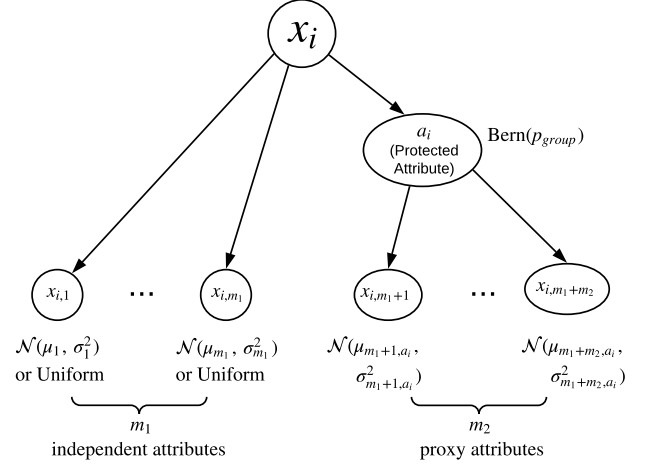 x_i
a_i
(Protected
Attribute)
Bern(p_{group})
x_{i,1}
...
x_{i,m_1}
x_{i,m_1+1}
...
x_{i,m_1+m_2}
𝒩(μ_1, σ_1^2)
or Uniform
𝒩(μ_{m_1}, σ_{m_1}^2)
or Uniform
𝒩(μ_{m_1+1,a_i},
σ_{m_1+1,a_i}^2)
𝒩(μ_{m_1+m_2,a_i},
σ_{m_1+m_2,a_i}^2)
m_1
independent attributes
m_2
proxy attributes